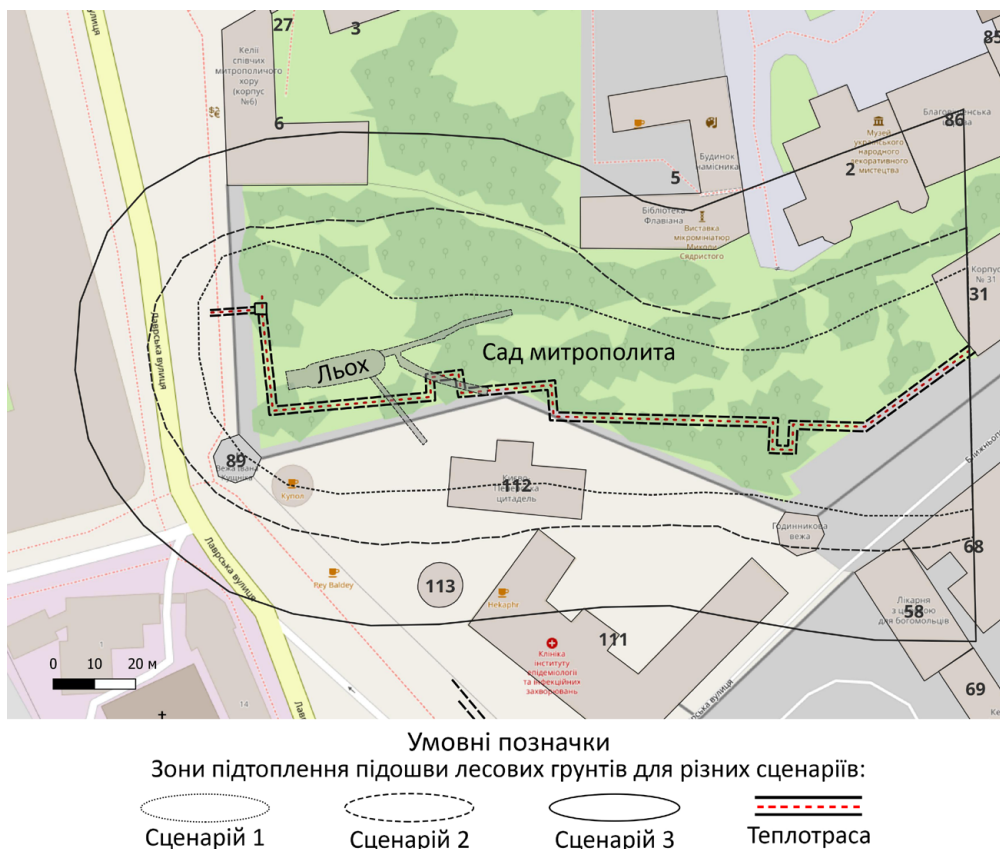 27
3
Келії
співчих
митрополичого
хору
(корпус
№6)
6
85
Благовіщенська
86
Музей
українського
народного
декоративного
мистецтва
2
Будинок
намісника
5
Бібліотека
Флавіана
Виставка
мікромініатюр
Миколи
Сядристого
Корпус
№ 31
31
Лаврська вулиця
Сад митрополита
Льох
89
Вежа Івана
Кущника
Купол
112
цитадель
Годинникова
вежа
68
Лаврська вулиця
Rey Baldey
113
Некафе
111
Лікарня
з церквою
для богомольців
58
Клініка
інституту
епідеміології
та інфекційних
захворювань
69
0 10 20 м
1
14
Умовні позначки
Зони підтоплення підошви лесових грунтів для різних сценаріїв:
Сценарій 1 Сценарій 2 Сценарій 3 Теплотраса